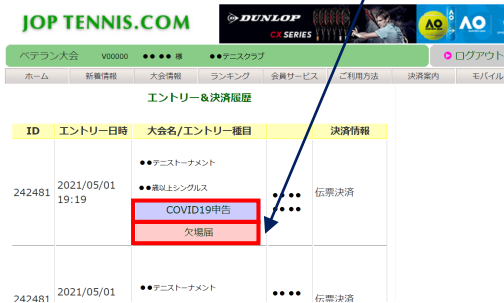 JOP TENNIS.COM
DUNLOP
CX SERIES
AO
AO
ベテラン大会 V00000 ●●●● 様 ●●テニスクラブ
ログアウト
ホーム 新着情報 大会情報 ランキング 会員サービス ご利用方法 決済案内 モバイル
エントリー&決済履歴
ID エントリー日時 大会名/エントリー種目 決済情報
●●テニストーナメント
●●歳以上シングルス
242481 2021/05/01 19:19 ●●●● ●● 伝票決済
COVID19申告
欠場届
242481 2021/05/01 ●●テニストーナメント ●●●● 伝票決済